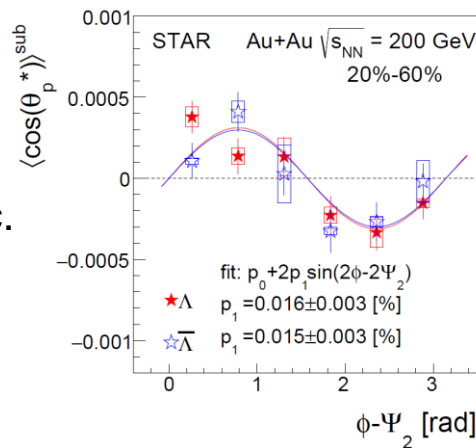 ⟨cos(θp*)⟩^sub
STAR Au+Au √sNN = 200 GeV
20%-60%
0.001
0.0005
0
−0.0005
−0.001
c.
fit: p0+2p1sin(2ϕ-2Ψ2)
Λ p1=0.016±0.003 [%]
Λ̅ p1=0.015±0.003 [%]
0 1 2 3
ϕ-Ψ2 [rad]